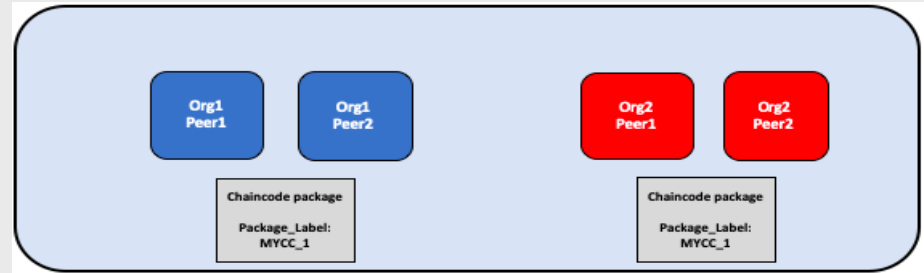 Org1
Peer1
Org1
Peer2
Org2
Peer1
Org2
Peer2
Chaincode package
Package_Label:
MYCC_1
Chaincode package
Package_Label:
MYCC_1